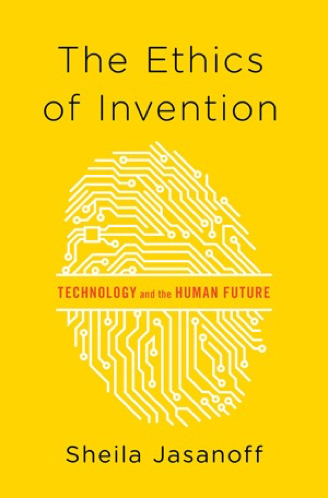 The Ethics
of Invention
TECHNOLOGY and the HUMAN FUTURE
Sheila Jasanoff